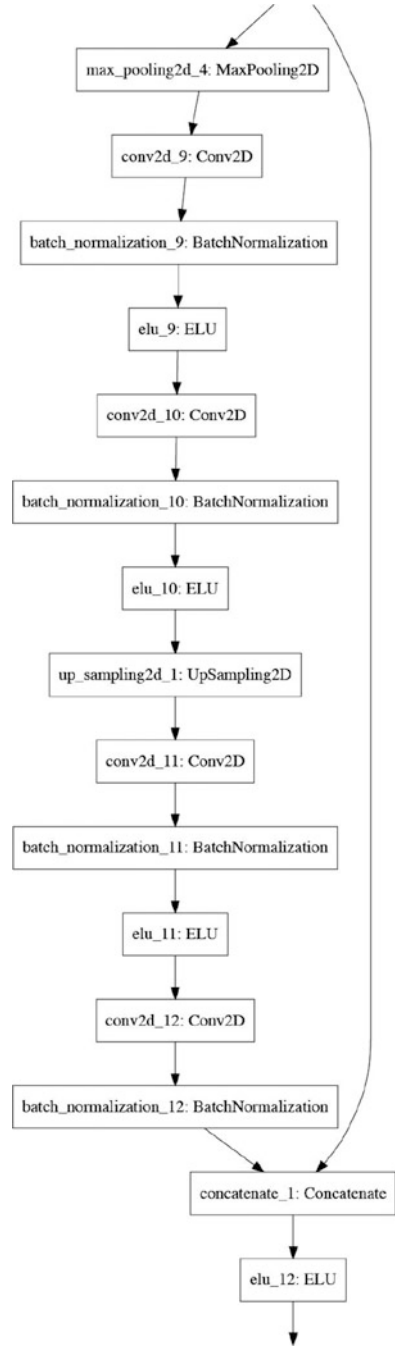 max_pooling2d_4: MaxPooling2D
conv2d_9: Conv2D
batch_normalization_9: BatchNormalization
elu_9: ELU
conv2d_10: Conv2D
batch_normalization_10: BatchNormalization
elu_10: ELU
up_sampling2d_1: UpSampling2D
conv2d_11: Conv2D
batch_normalization_11: BatchNormalization
elu_11: ELU
conv2d_12: Conv2D
batch_normalization_12: BatchNormalization
concatenate_1: Concatenate
elu_12: ELU